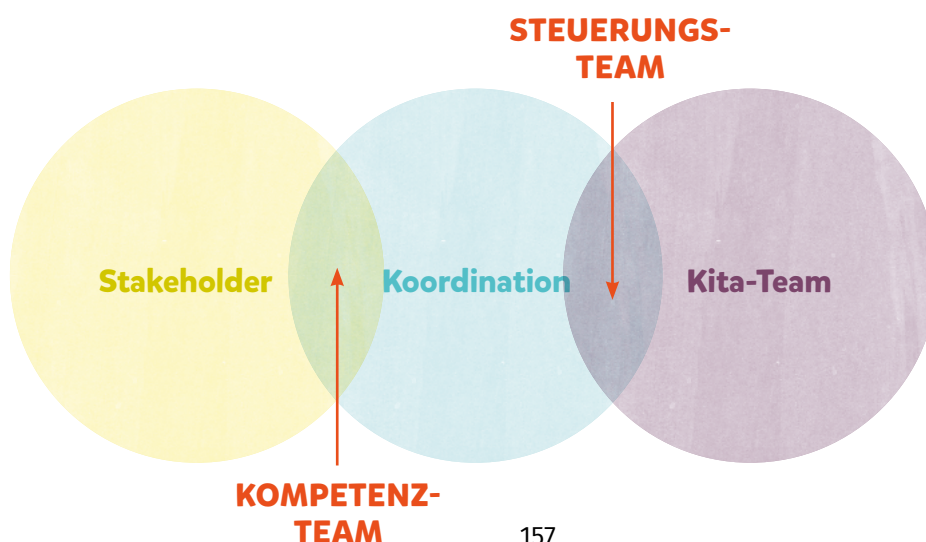 STEUERUNGS-
TEAM
Stakeholder
Koordination
Kita-Team
KOMPETENZ-
TEAM
157